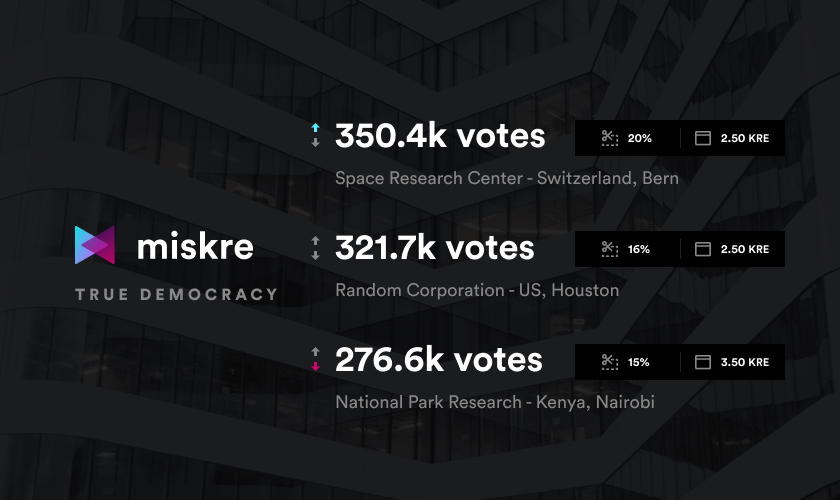 miskre
TRUE DEMOCRACY
350.4k votes
20%
2.50 KRE
Space Research Center - Switzerland, Bern
321.7k votes
16%
2.50 KRE
Random Corporation - US, Houston
276.6k votes
15%
3.50 KRE
National Park Research - Kenya, Nairobi